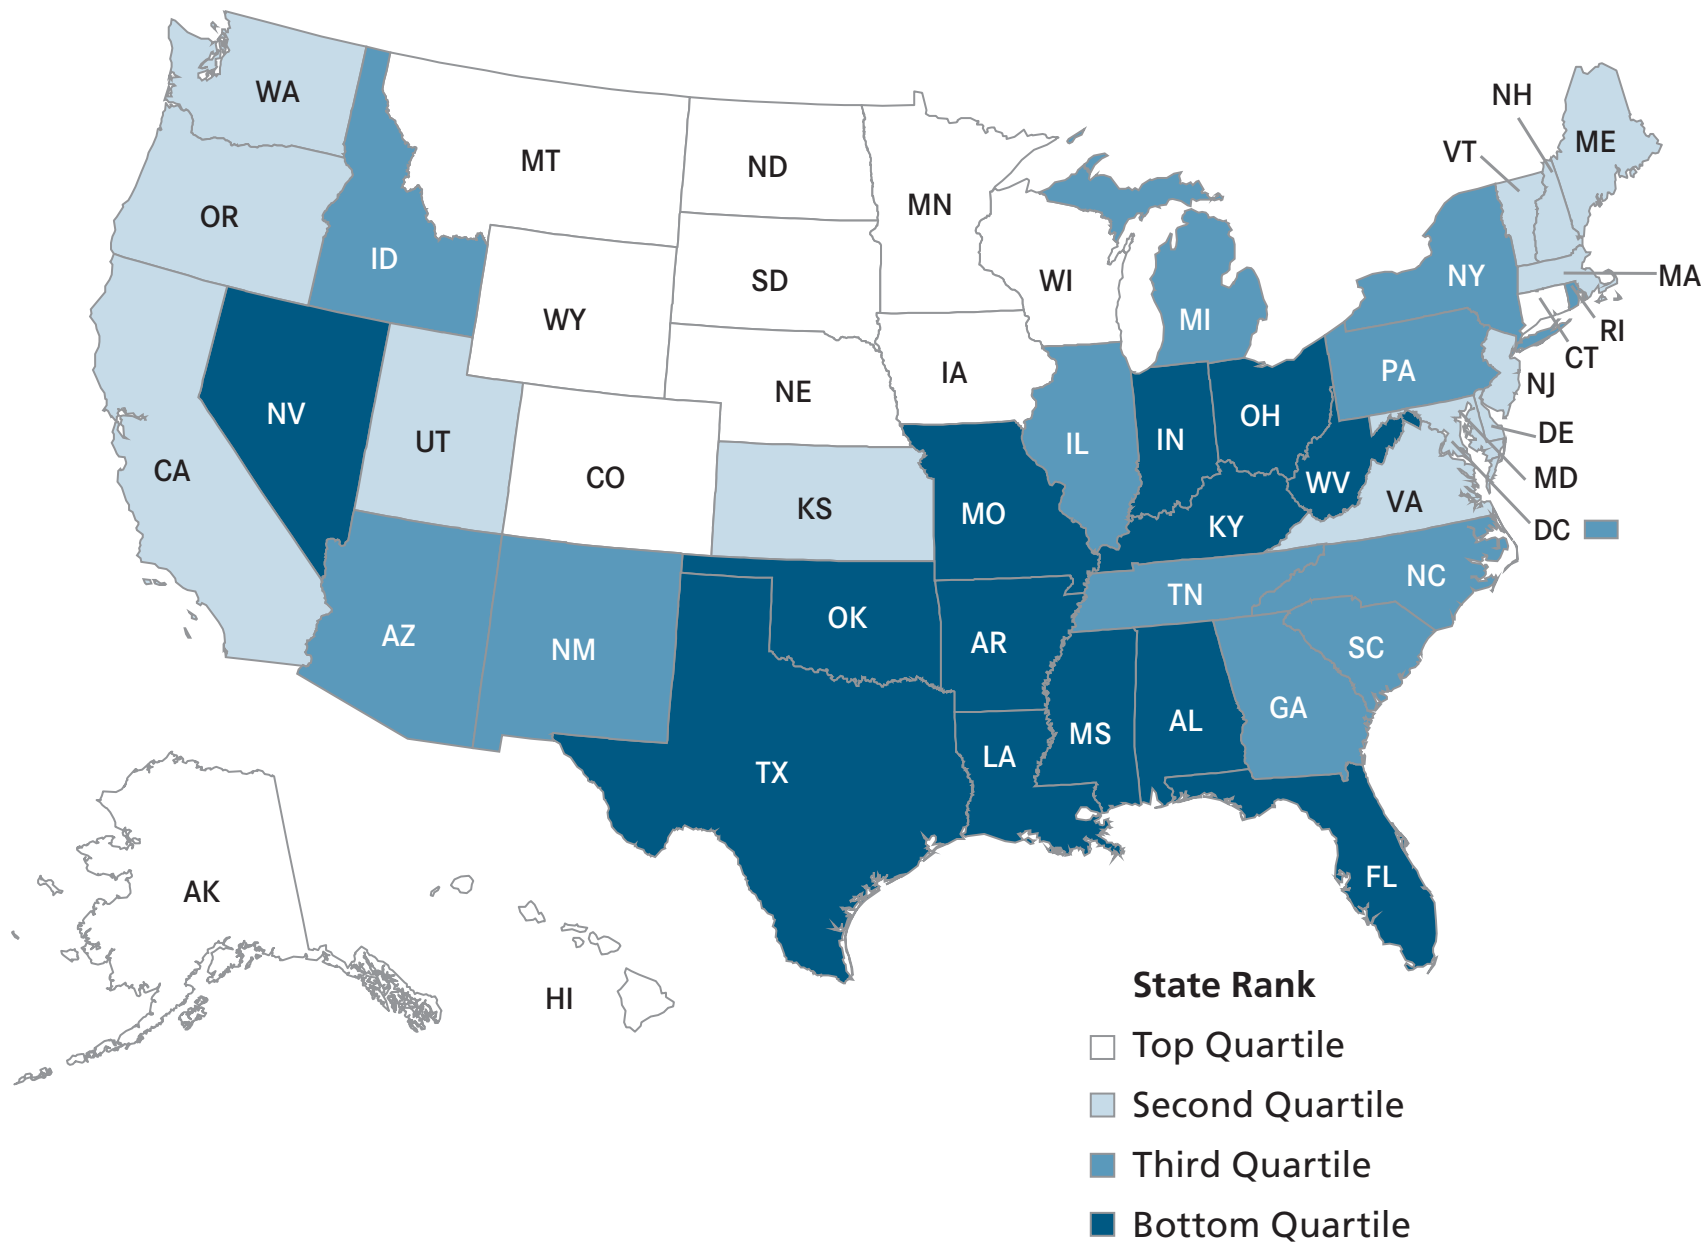 WA
MT
ND
MN
NH
ME
VT
OR
ID
SD
WI
MI
NY
MA
WY
RI
CT
IA
NE
PA
NJ
NV
UT
CA
CO
KS
MO
IL
IN
OH
WV
KY
VA
DE
MD
DC
AZ
NM
OK
AR
TN
NC
SC
GA
TX
LA
MS
AL
FL
AK
HI
State Rank
Top Quartile
Second Quartile
Third Quartile
Bottom Quartile